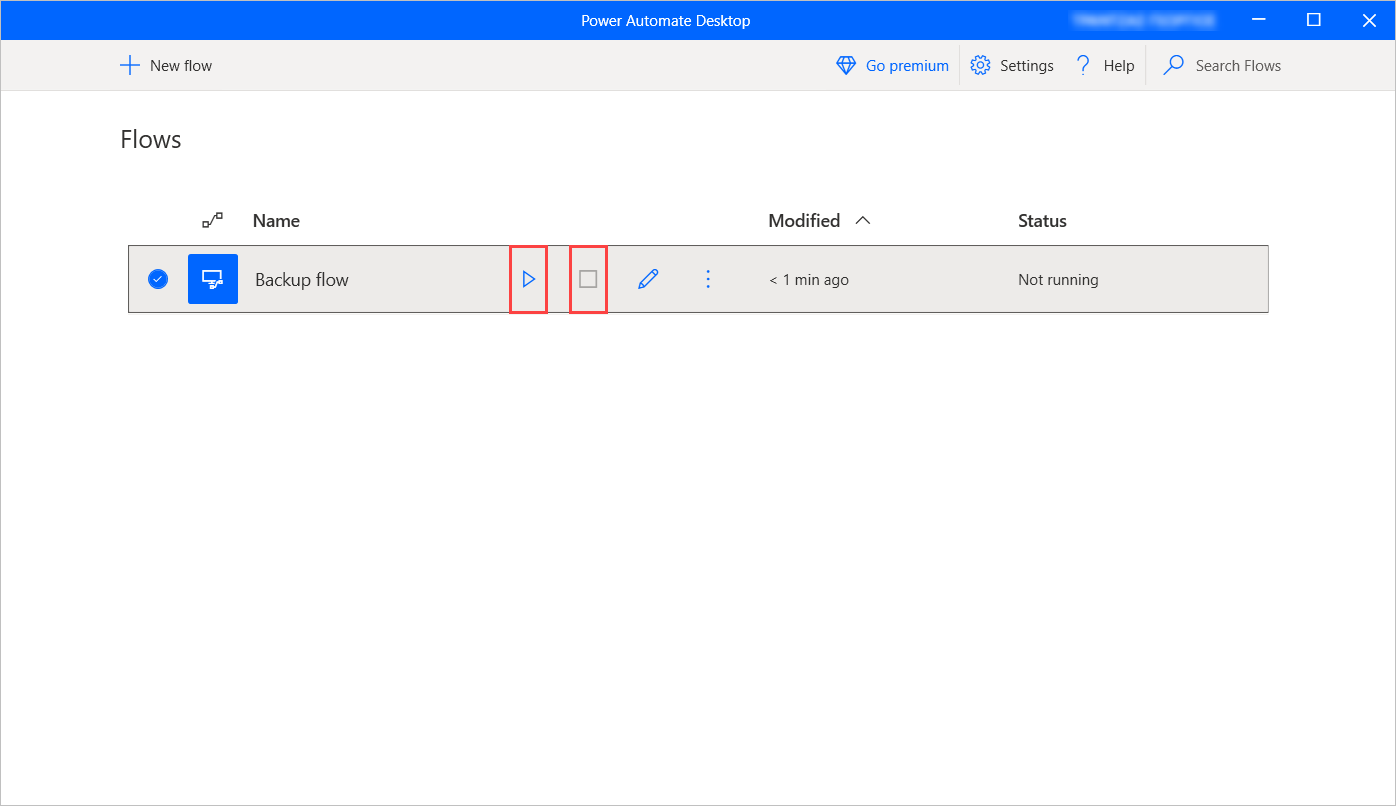 Power Automate Desktop
New flow
Go premium
Settings
Help
Search Flows
Flows
Name
Modified
Status
Backup flow
< 1 min ago
Not running